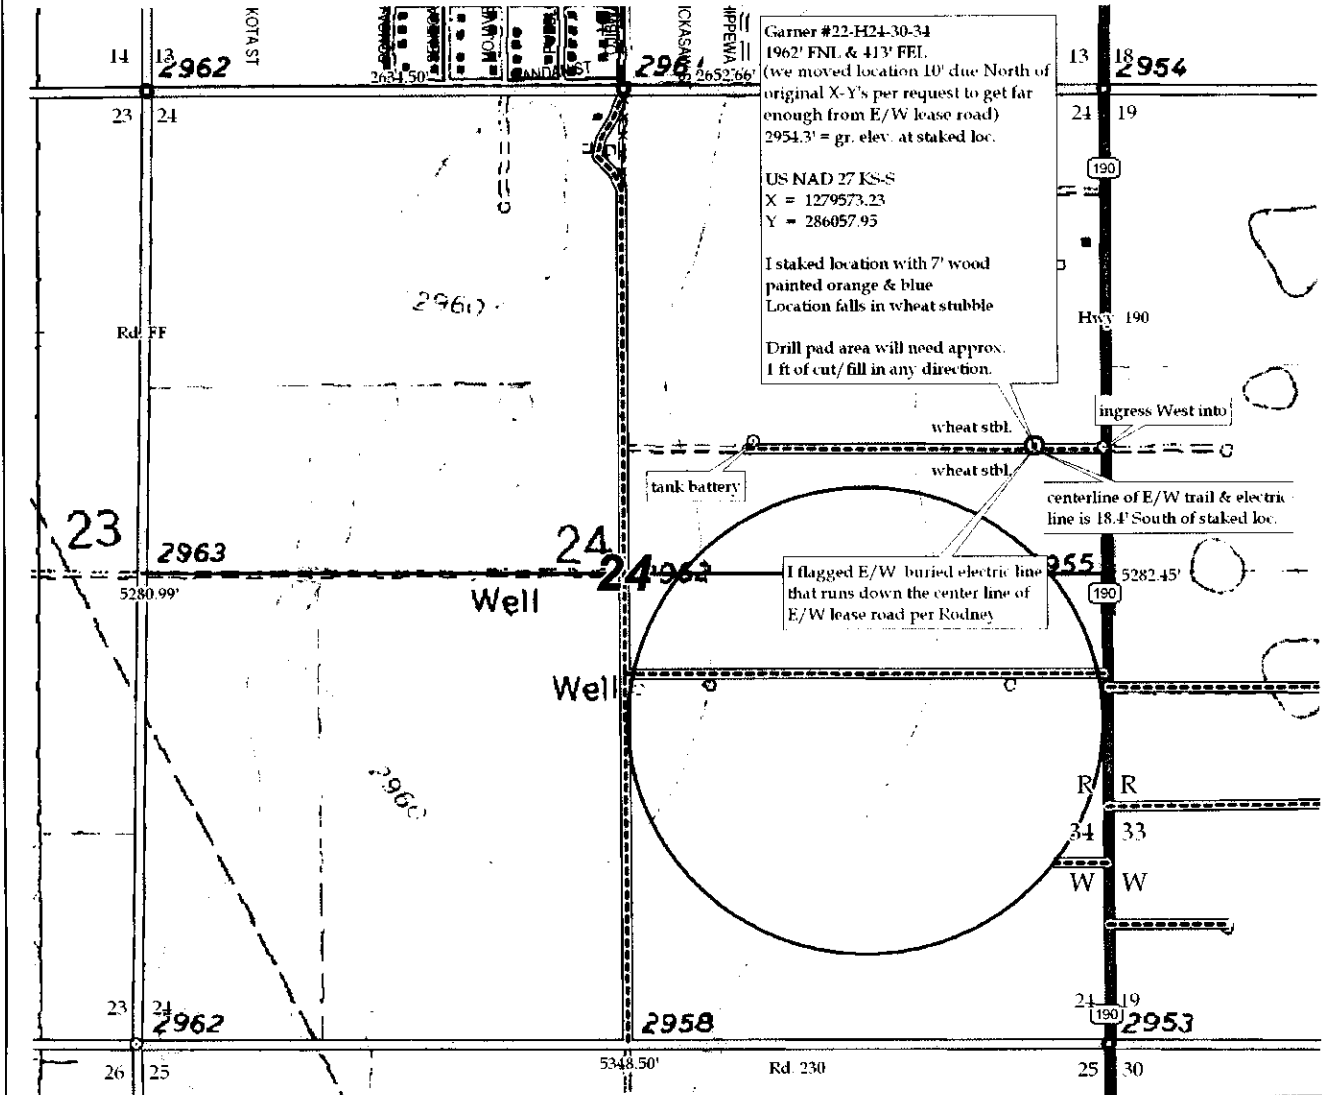 KOTA ST
MANDAN ST
ICKASAW
IPPEWA
14 13
2962
2634.50'
296
2652.66'
13 18
2954
23 24
24 19
Garner #22-H24-30-34
1962' FNL & 413' FEL
(we moved location 10' due North of
original X-Y's per request to get far
enough from E/W lease road)
2954.3' = gr. elev. at staked loc.
US NAD 27 KS-S
X = 1279573.23
Y = 286057.95
I staked location with 7' wood
painted orange & blue
Location falls in wheat stubble
Drill pad area will need approx.
1 ft of cut/fill in any direction.
190
2960
Rd. FF
Hwy 190
ingress West into
wheat stbl.
wheat stbl.
tank battery
centerline of E/W trail & electric
line is 18.4' South of staked loc.
23
2963
24
24
955
5282.45'
5280.99'
Well
190
I flagged E/W buried electric line
that runs down the center line of
E/W lease road per Rodney
Well
2960
R R
34 33
W W
23 24
2962
2958
24 19
190
2953
26 25
5348.50'
Rd. 230
25 30